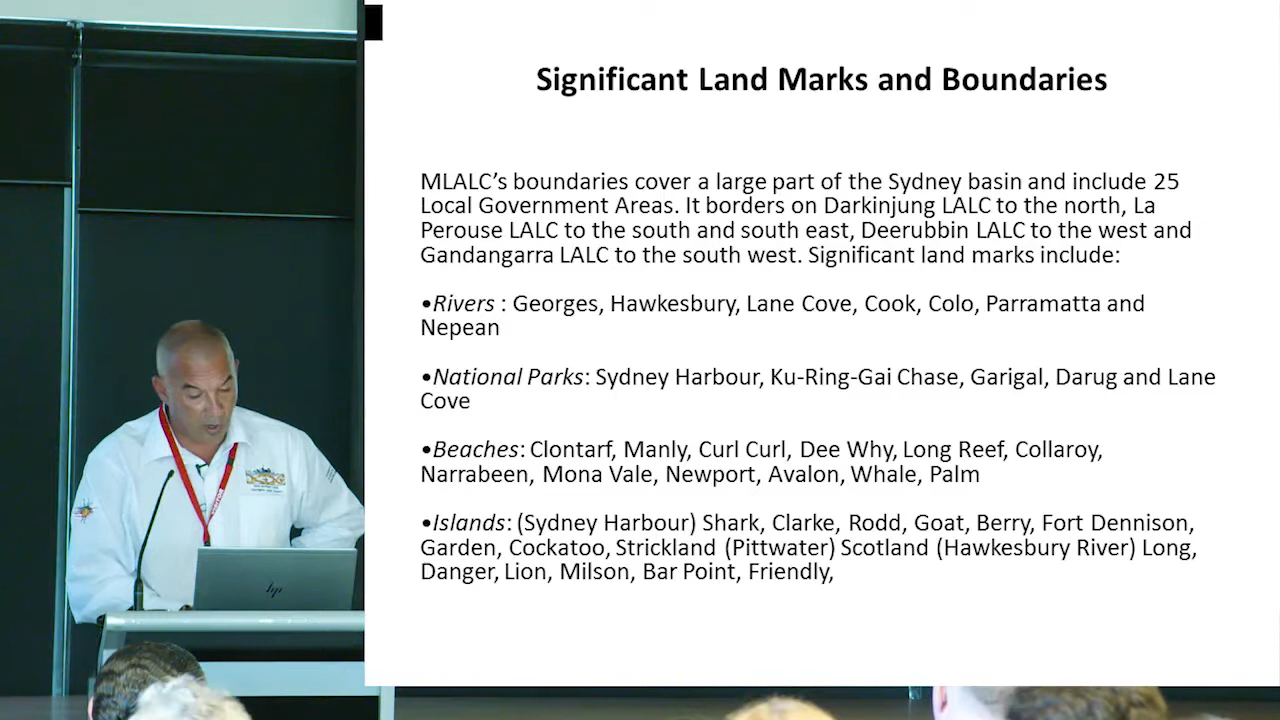 Significant Land Marks and Boundaries
MLALC’s boundaries cover a large part of the Sydney basin and include 25
Local Government Areas. It borders on Darkinjung LALC to the north, La
Perouse LALC to the south and south east, Deerubbin LALC to the west and
Gandangarra LALC to the south west. Significant land marks include:
•Rivers : Georges, Hawkesbury, Lane Cove, Cook, Colo, Parramatta and
Nepean
•National Parks: Sydney Harbour, Ku-Ring-Gai Chase, Garigal, Darug and Lane
Cove
•Beaches: Clontarf, Manly, Curl Curl, Dee Why, Long Reef, Collaroy,
Narrabeen, Mona Vale, Newport, Avalon, Whale, Palm
•Islands: (Sydney Harbour) Shark, Clarke, Rodd, Goat, Berry, Fort Dennison,
Garden, Cockatoo, Strickland (Pittwater) Scotland (Hawkesbury River) Long,
Danger, Lion, Milson, Bar Point, Friendly,
VISITOR
hp